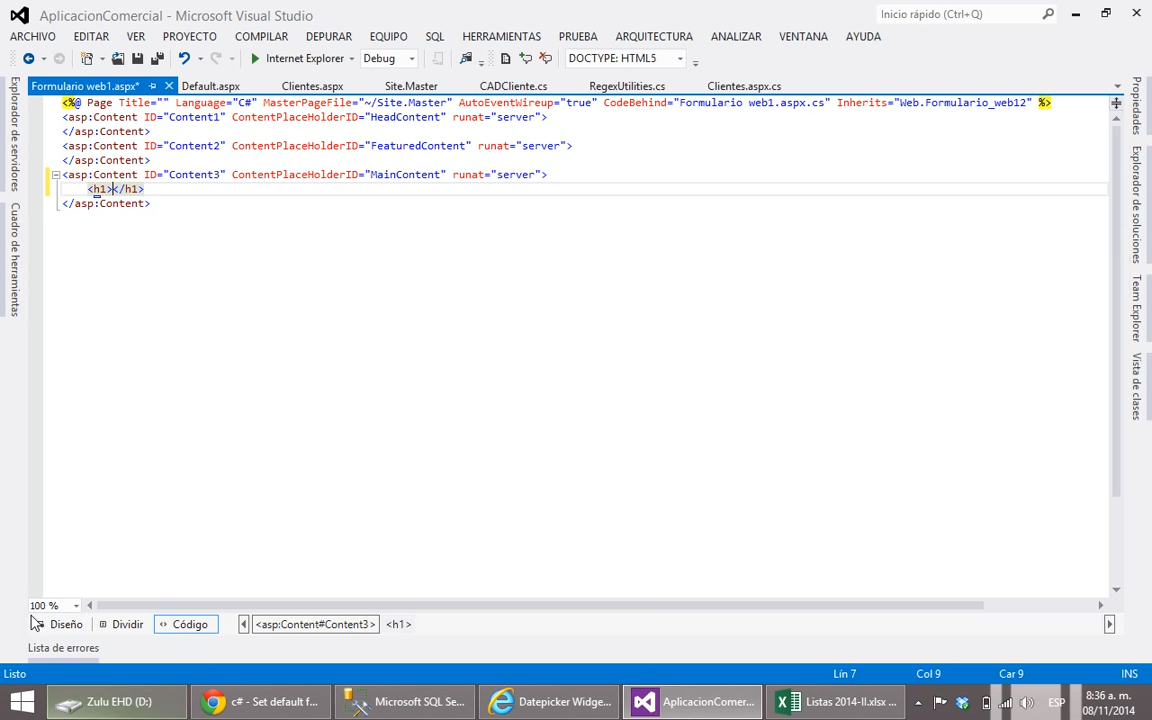 AplicacionComercial - Microsoft Visual Studio
Inicio rápido (Ctrl+Q)
ARCHIVO EDITAR VER PROYECTO COMPILAR DEPURAR EQUIPO SQL HERRAMIENTAS PRUEBA ARQUITECTURA ANALIZAR VENTANA AYUDA
Internet Explorer Debug DOCTYPE: HTML5
Formulario web1.aspx* Default.aspx Clientes.aspx Site.Master CADCliente.cs RegexUtilities.cs Clientes.aspx.cs
Explorador de servidores
Cuadro de herramientas
<%@ Page Title="" Language="C#" MasterPageFile="~/Site.Master" AutoEventWireup="true" CodeBehind="Formulario web1.aspx.cs" Inherits="Web.Formulario_web12" %>
<asp:Content ID="Content1" ContentPlaceHolderID="HeadContent" runat="server">
</asp:Content>
<asp:Content ID="Content2" ContentPlaceHolderID="FeaturedContent" runat="server">
</asp:Content>
<asp:Content ID="Content3" ContentPlaceHolderID="MainContent" runat="server">
<h1></h1>
</asp:Content>
Propiedades
Explorador de soluciones
Team Explorer
Vista de clases
100 %
Diseño Dividir Código <asp:Content#Content3> <h1>
Lista de errores
Listo Lín 7 Col 9 Car 9 INS
Zulu EHD (D:) c# - Set default f... Microsoft SQL Se... Datepicker Widge... AplicacionComer... Listas 2014-II.xlsx ... ESP
8:36 a. m.
08/11/2014